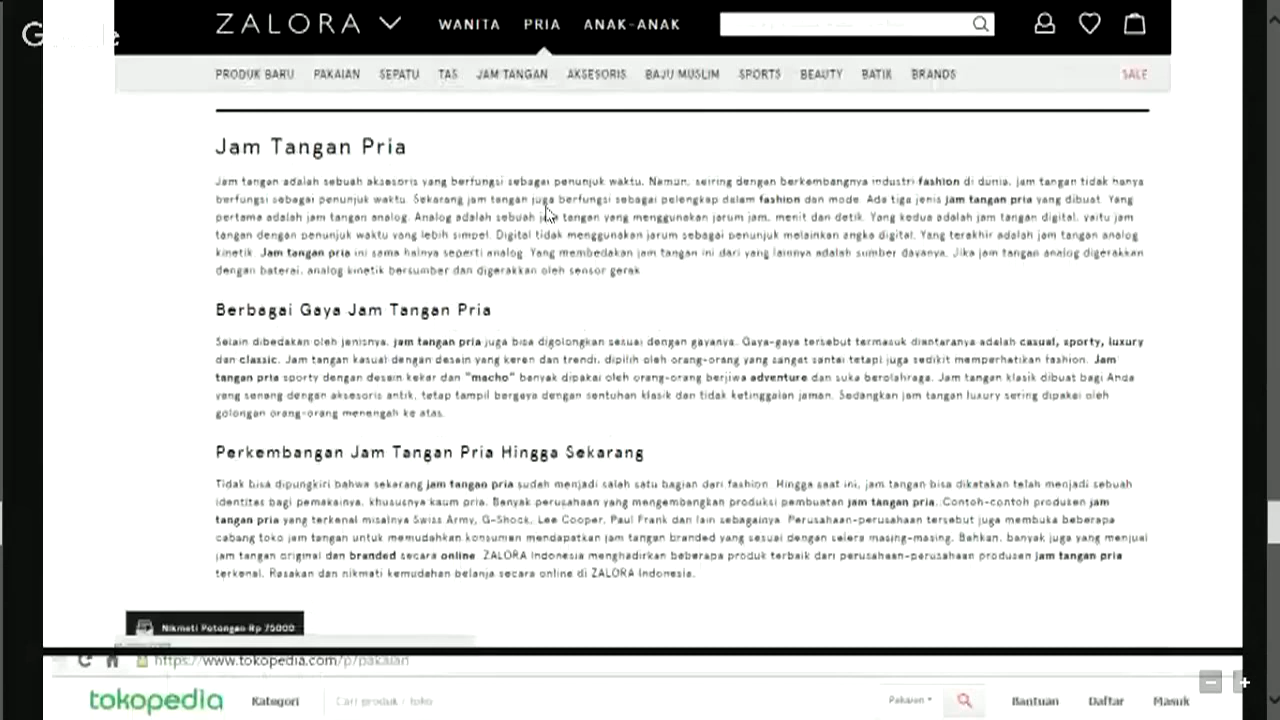 Google
ZALORA WANITA PRIA ANAK-ANAK
PRODUK BARU PAKAIAN SEPATU TAS JAM TANGAN AKSESORIS BAJU MUSLIM SPORTS BEAUTY BATIK BRANDS SALE
Jam Tangan Pria
Jam tangan adalah sebuah aksesoris yang berfungsi sebagai penunjuk waktu. Namun, seiring dengan berkembangnya industri fashion di dunia, jam tangan tidak hanya
berfungsi sebagai penunjuk waktu. Sekarang jam tangan juga berfungsi sebagai pelengkap dalam fashion dan mode. Ada tiga jenis jam tangan pria yang dibuat. Yang
pertama adalah jam tangan analog. Analog adalah sebuah jam tangan yang menggunakan jarum jam, menit dan detik. Yang kedua adalah jam tangan digital, yaitu jam
tangan dengan penunjuk waktu yang lebih simpel. Digital tidak menggunakan jarum sebagai penunjuk melainkan angka digital. Yang terakhir adalah jam tangan analog
kinetik. Jam tangan pria ini sama halnya seperti analog. Yang membedakan jam tangan ini dari yang lainnya adalah sumber dayanya. Jika jam tangan analog digerakkan
dengan baterai, analog kinetik bersumber dan digerakkan oleh sensor gerak.
Berbagai Gaya Jam Tangan Pria
Selain dibedakan oleh jenisnya, jam tangan pria juga bisa digolongkan sesuai dengan gayanya. Gaya-gaya tersebut termasuk diantaranya adalah casual, sporty, luxury
dan classic. Jam tangan kasual dengan desain yang keren dan trendi, dipilih oleh orang-orang yang sangat santai tetapi juga sedikit memperhatikan fashion. Jam
tangan pria sporty dengan desain kekar dan "macho" banyak dipakai oleh orang-orang berjiwa adventure dan suka berolahraga. Jam tangan klasik dibuat bagi Anda
yang senang dengan aksesoris antik, tetap tampil bergaya dengan sentuhan klasik dan tidak ketinggalan jaman. Sedangkan jam tangan luxury sering dipakai oleh
golongan orang-orang menengah ke atas.
Perkembangan Jam Tangan Pria Hingga Sekarang
Tidak bisa dipungkiri bahwa sekarang jam tangan pria sudah menjadi salah satu bagian dari fashion. Hingga saat ini, jam tangan bisa dikatakan telah menjadi sebuah
identitas bagi pemakainya, khususnya kaum pria. Banyak perusahaan yang mengembangkan produksi pembuatan jam tangan pria. Contoh-contoh produsen jam
tangan pria yang terkenal misalnya Swiss Army, G-Shock, Lee Cooper, Paul Frank dan lain sebagainya. Perusahaan-perusahaan tersebut juga membuka beberapa
cabang toko jam tangan untuk memudahkan konsumen mendapatkan jam tangan branded yang sesuai dengan selera masing-masing. Bahkan, banyak juga yang menjual
jam tangan original dan branded secara online. ZALORA Indonesia menghadirkan beberapa produk terbaik dari perusahaan-perusahaan produsen jam tangan pria
terkenal. Rasakan dan nikmati kemudahan belanja secara online di ZALORA Indonesia.
Nikmati Potongan Rp 75000
https://www.tokopedia.com/p/pakaian
tokopedia Kategori Cari produk / toko Pakaian Bantuan Daftar Masuk